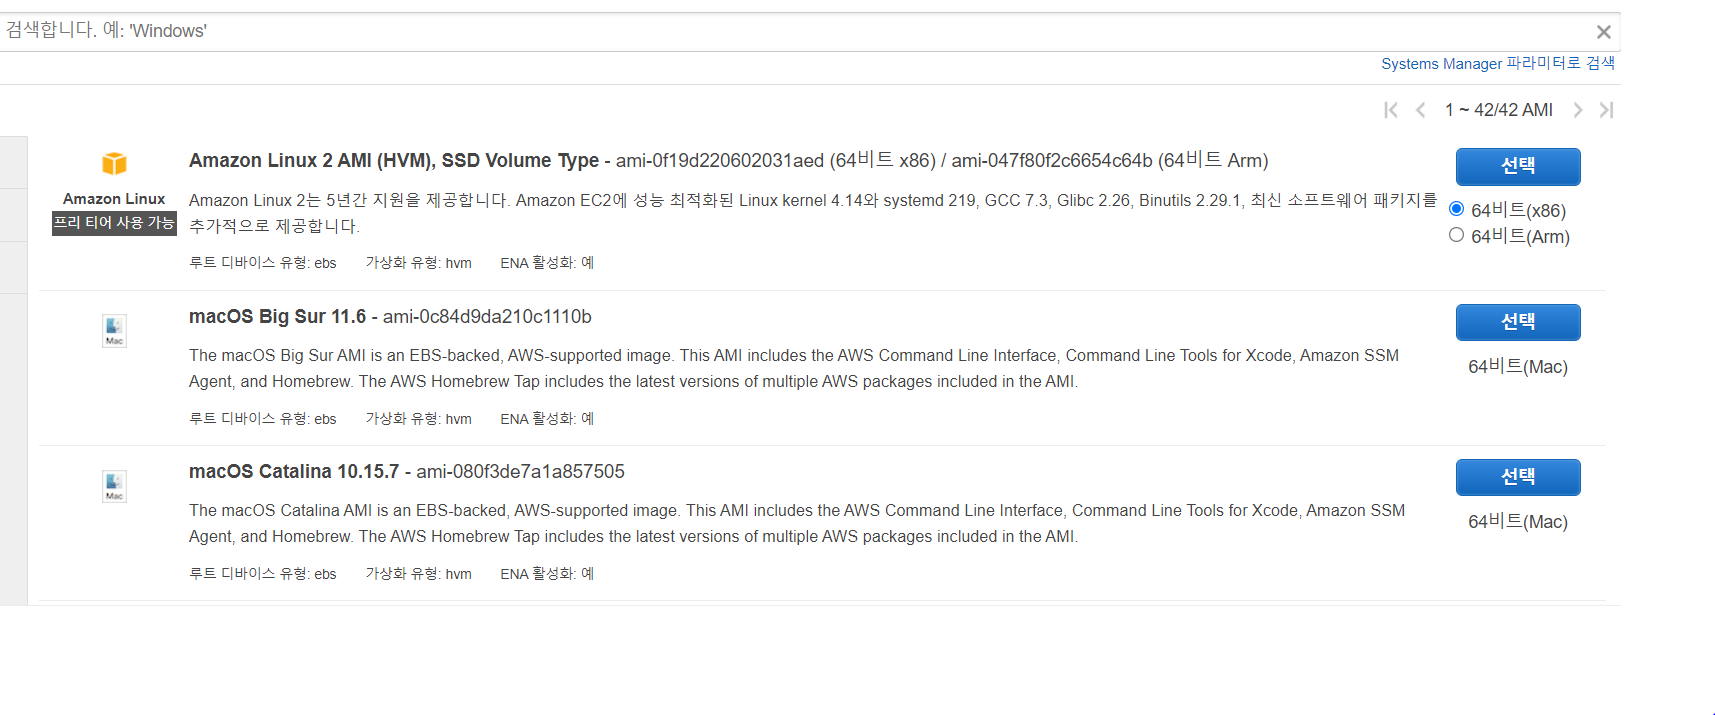 검색합니다. 예: 'Windows'
Systems Manager 파라미터로 검색
1 ~ 42/42 AMI
Amazon Linux
프리 티어 사용 가능
Amazon Linux 2 AMI (HVM), SSD Volume Type - ami-0f19d220602031aed (64비트 x86) / ami-047f80f2c6654c64b (64비트 Arm)
Amazon Linux 2는 5년간 지원을 제공합니다. Amazon EC2에 성능 최적화된 Linux kernel 4.14와 systemd 219, GCC 7.3, Glibc 2.26, Binutils 2.29.1, 최신 소프트웨어 패키지를
추가적으로 제공합니다.
루트 디바이스 유형: ebs 가상화 유형: hvm ENA 활성화: 예
선택
64비트(x86)
64비트(Arm)
Mac
macOS Big Sur 11.6 - ami-0c84d9da210c1110b
The macOS Big Sur AMI is an EBS-backed, AWS-supported image. This AMI includes the AWS Command Line Interface, Command Line Tools for Xcode, Amazon SSM
Agent, and Homebrew. The AWS Homebrew Tap includes the latest versions of multiple AWS packages included in the AMI.
루트 디바이스 유형: ebs 가상화 유형: hvm ENA 활성화: 예
선택
64비트(Mac)
Mac
macOS Catalina 10.15.7 - ami-080f3de7a1a857505
The macOS Catalina AMI is an EBS-backed, AWS-supported image. This AMI includes the AWS Command Line Interface, Command Line Tools for Xcode, Amazon SSM
Agent, and Homebrew. The AWS Homebrew Tap includes the latest versions of multiple AWS packages included in the AMI.
루트 디바이스 유형: ebs 가상화 유형: hvm ENA 활성화: 예
선택
64비트(Mac)